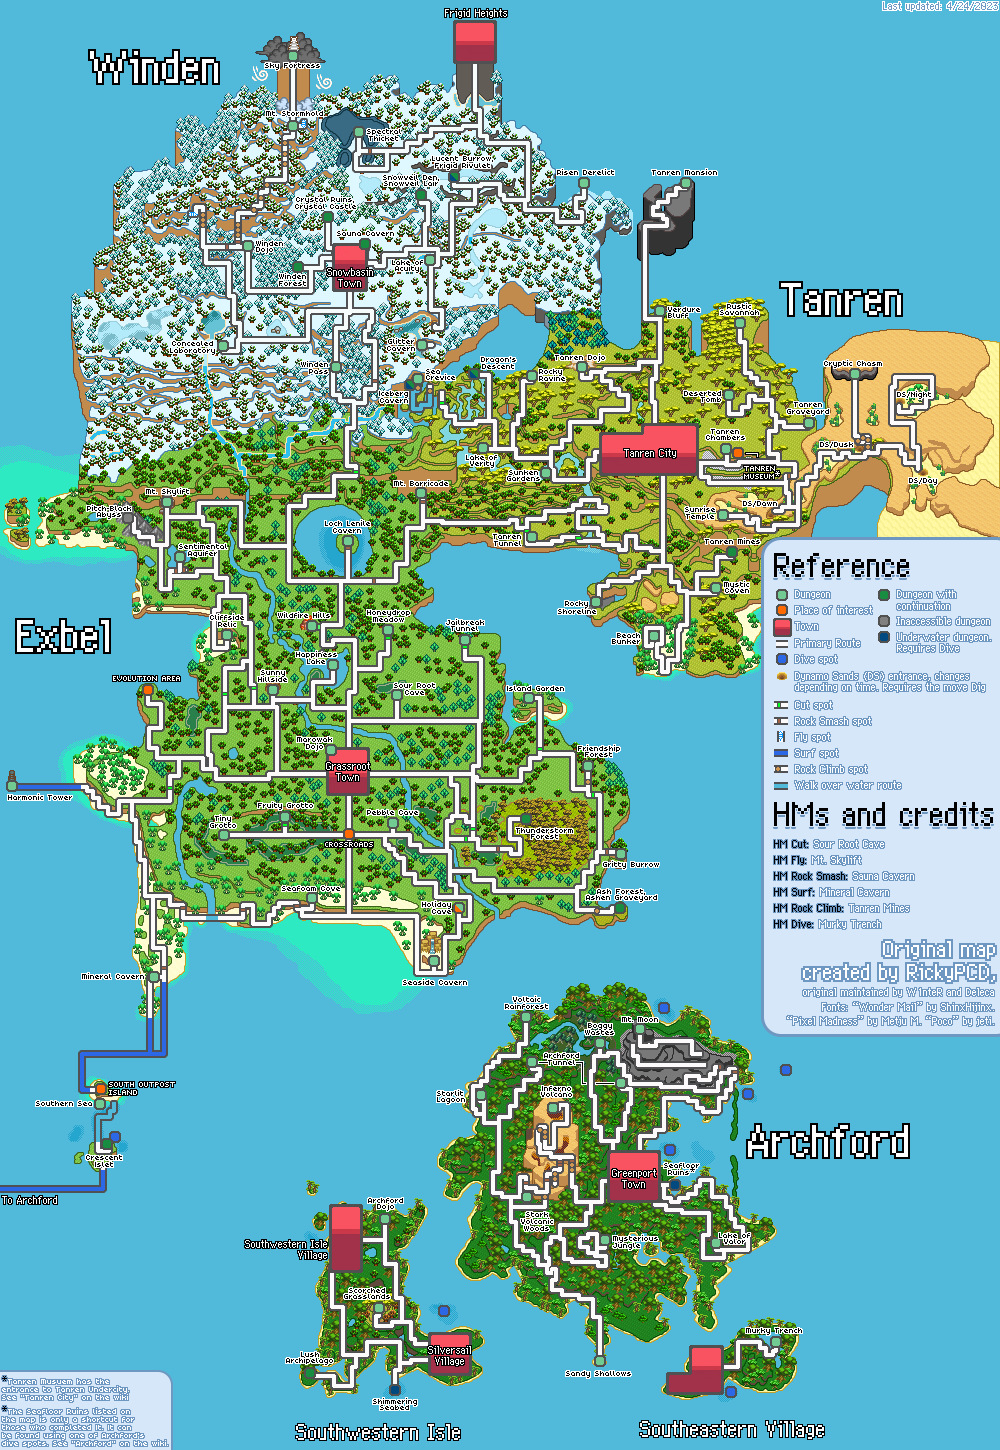 Last updated: 4/24/2023
Frigid Heights
Winden
Sky Fortress
Mt. Stormhold
Spectral
Thicket
Lucent Burrow,
Frigid Rivulet
Snowveil Den,
Snowveil Lair
Risen Derelict
Tanren Mansion
Crystal Ruins,
Crystal Castle
Sauna Cavern
Winden
Dojo
Winden
Forest
Snowbasin
Town
Lake of
Acuity
Tanren
Verdure
Bluff
Rustic
Savannah
Concealed
Laboratory
Glitter
Cavern
Winden
Pass
Sea
Crevice
Iceberg
Cavern
Dragon's
Descent
Rocky
Ravine
Tanren Dojo
Cryptic Chasm
DS/Night
Deserted
Tomb
Tanren
Graveyard
Tanren
Chambers
DS/Dusk
Tanren City
TANREN
MUSEUM*
DS/Day
Lake of
Verity
Sunken
Gardens
Mt. Barricade
Mt. Skylift
Pitch-Black
Abyss
DS/Dawn
Sunrise
Temple
Loch Lenile
Cavern
Tanren
Tunnel
Tanren Mines
Sentimental
Aquifer
Mystic
Coven
Rocky
Shoreline
Exbel
Cliffside
Relic
Wildfire Hills
Honeydrop
Meadow
Jailbreak
Tunnel
Beach
Bunker
Happiness
Lake
Sunny
Hillside
EVOLUTION AREA
Sour Root
Cave
Island Garden
Marowak
Dojo
Grassroot
Town
Friendship
Forest
Harmonic Tower
Fruity Grotto
Tiny
Grotto
Pebble Cave
CROSSROADS
Thunderstorm
Forest
Gritty Burrow
Seafoam Cove
Holiday
Cave
Ash Forest,
Ashen Graveyard
Mineral Cavern
Seaside Cavern
SOUTH OUTPOST
ISLAND
Southern Sea
Crescent
Islet
To Archford
Reference
Dungeon
Place of interest
Town
Primary Route
Dive spot
Dungeon with
continuation
Inaccessible dungeon
Underwater dungeon.
Requires Dive
Dynamo Sands (DS) entrance, changes
depending on time. Requires the move Dig
Cut spot
Rock Smash spot
Fly spot
Surf spot
Rock Climb spot
Walk over water route
HMs and credits
HM Cut: Sour Root Cave
HM Fly: Mt. Skylift
HM Rock Smash: Sauna Cavern
HM Surf: Mineral Cavern
HM Rock Climb: Tanren Mines
HM Dive: Murky Trench
Original map
created by RickyPCD,
original maintained by W1nteR and Deleca
Fonts: "Wonder Mail" by ShinxHijinx.
"Pixel Madness" by Metju M. "Poco" by jeti.
Voltaic
Rainforest
Boggy
Wastes
Mt. Moon
Archford
Tunnel
Starlit
Lagoon
Inferno
Volcano
Archford
Greenport
Town
Seafloor
Ruins*
Stark
Volcanic
Woods
Mysterious
Jungle
Lake of
Valor
Sandy Shallows
Archford
Dojo
Southwestern Isle
Village
Scorched
Grasslands
Silversail
Village
Lush
Archipelago
Shimmering
Seabed
Murky Trench
Southwestern Isle
Southeastern Village
*Tanren Musuem has the
entrance to Tanren Undercity.
See "Tanren City" on the wiki
*The Seafloor Ruins listed on
the map is only a shortcut for
those who completed it. It can
be found using one of Archford's
dive spots. See "Archford" on the wiki.